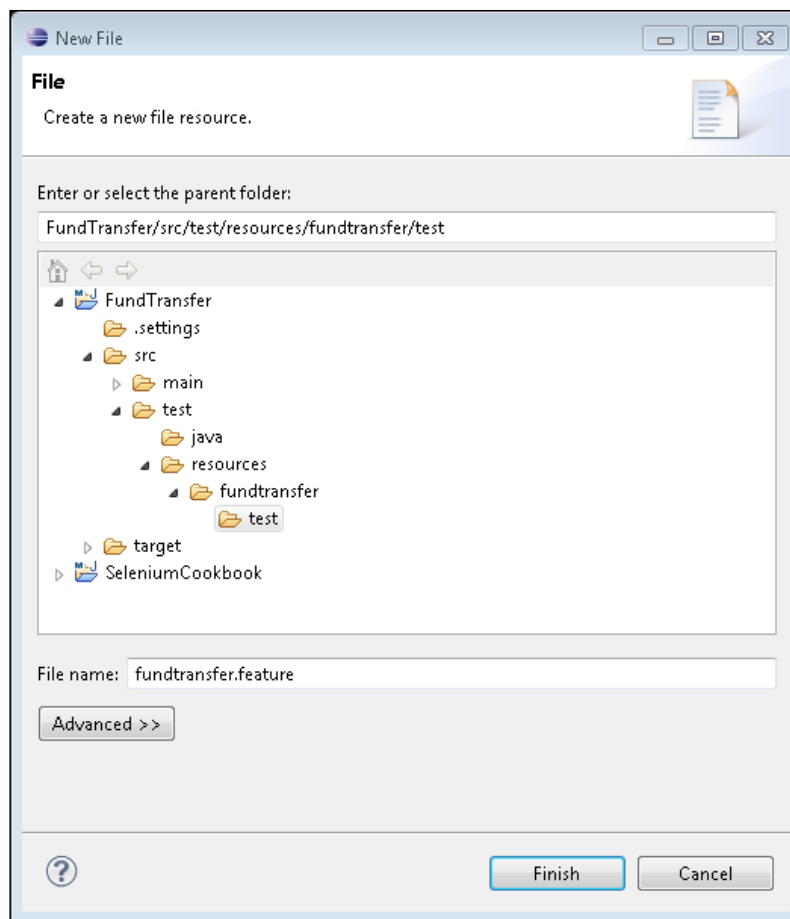 New File
File
Create a new file resource.
Enter or select the parent folder:
FundTransfer/src/test/resources/fundtransfer/test
FundTransfer
.settings
src
main
test
java
resources
fundtransfer
test
target
SeleniumCookbook
File name: fundtransfer.feature
Advanced >>
Finish Cancel